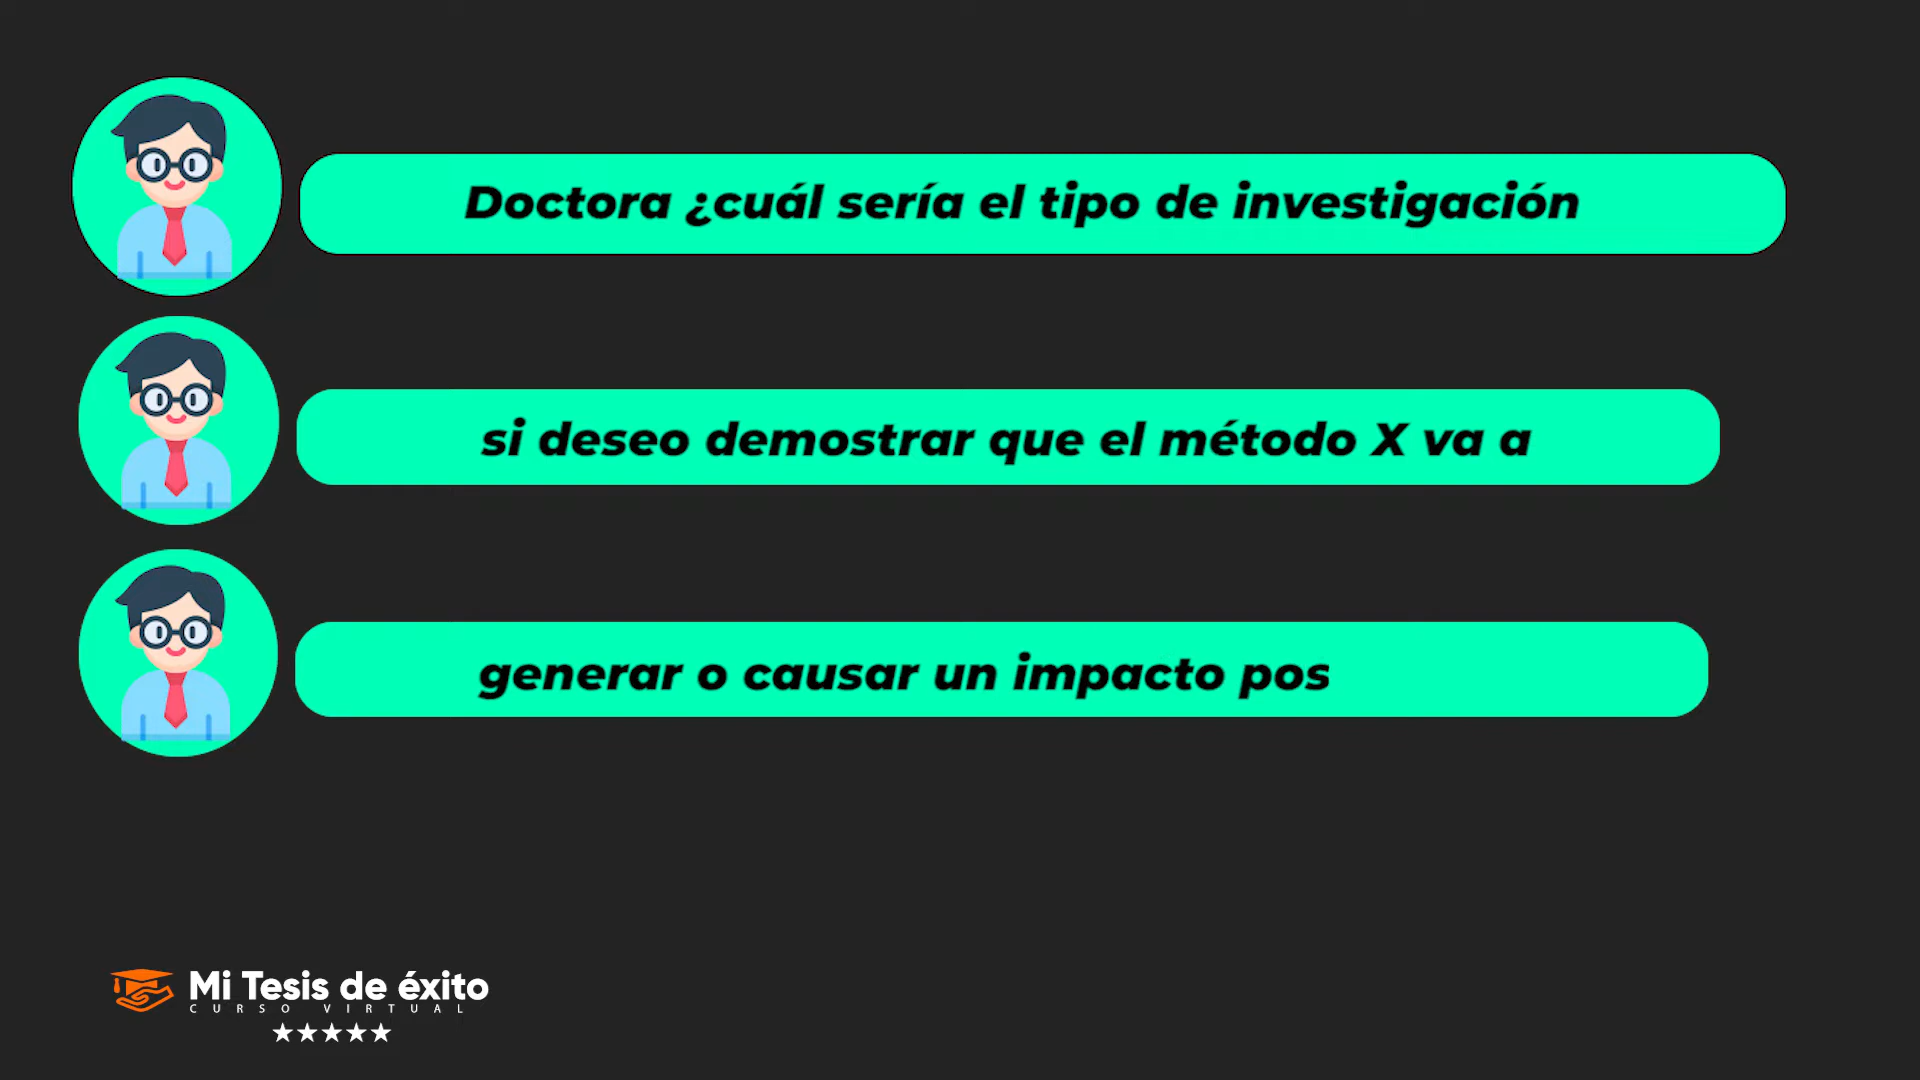 Doctora ¿cuál sería el tipo de investigación
si deseo demostrar que el método X va a
generar o causar un impacto pos
Mi Tesis de éxito
CURSO VIRTUAL